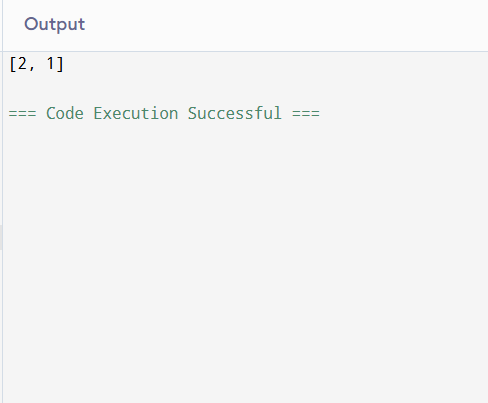 Output
[2, 1]
=== Code Execution Successful ===